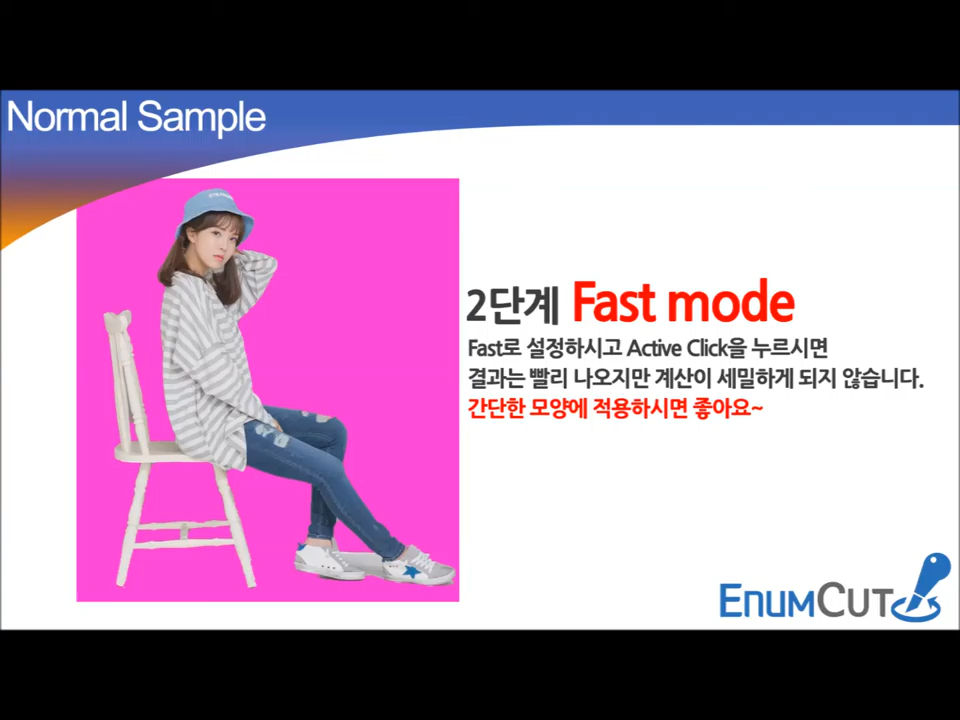 Normal Sample
2단계 Fast mode
Fast로 설정하시고 Active Click을 누르시면
결과는 빨리 나오지만 계산이 세밀하게 되지 않습니다.
간단한 모양에 적용하시면 좋아요~
ENUMCUT